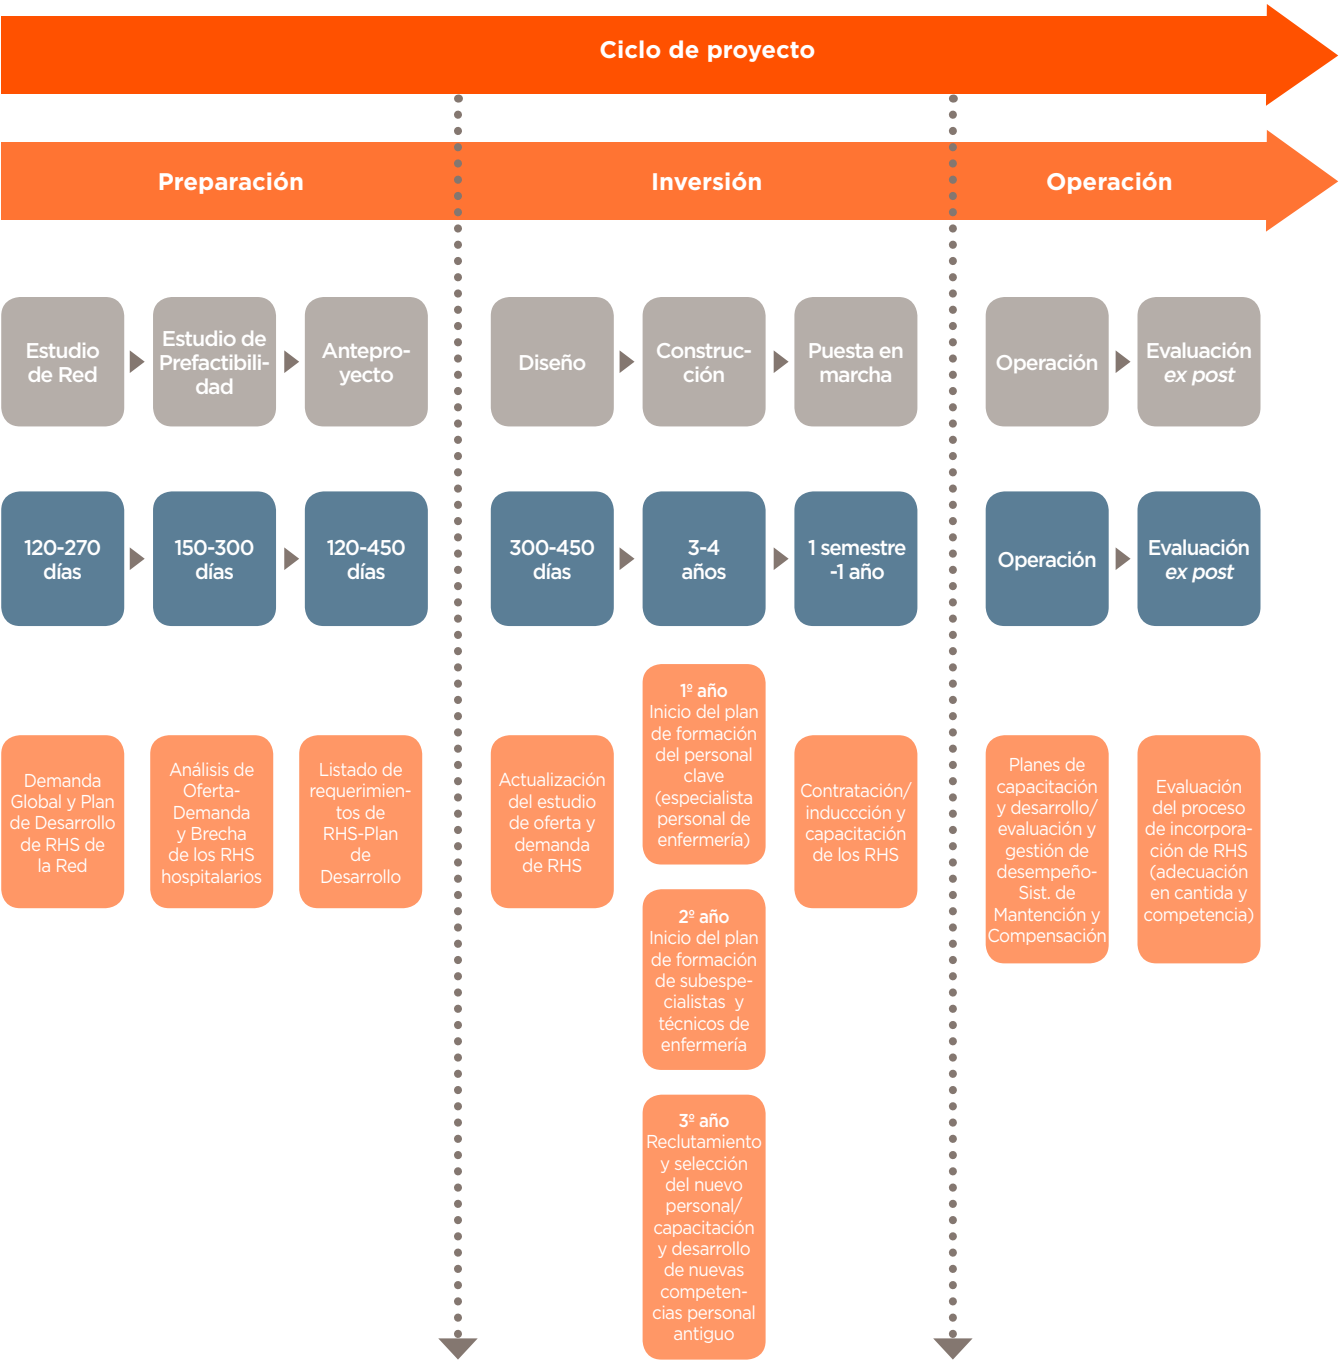 Ciclo de proyecto
Preparación
Inversión
Operación
Estudio
de Red
Estudio de
Prefactibili-
dad
Antepro-
yecto
Diseño
Construc-
ción
Puesta en
marcha
Operación
Evaluación
ex post
120-270
días
150-300
días
120-450
días
300-450
días
3-4
años
1 semestre
-1 año
Operación
Evaluación
ex post
Demanda
Global y Plan
de Desarrollo
de RHS de
la Red
Análisis de
Oferta-
Demanda
y Brecha
de los RHS
hospitalarios
Listado de
requerimien-
tos de
RHS-Plan
de
Desarrollo
Actualización
del estudio
de oferta y
demanda
de RHS
1º año
Inicio del plan
de formación
del personal
clave
(especialista
personal de
enfermería)
2º año
Inicio del plan
de formación
de subespe-
cialistas y
técnicos de
enfermería
3º año
Reclutamiento
y selección
del nuevo
personal/
capacitación
y desarrollo
de nuevas
competen-
cias personal
antiguo
Contratación/
induccción y
capacitación
de los RHS
Planes de
capacitación
y desarrollo/
evaluación y
gestión de
desempeño-
Sist. de
Mantención y
Compensación
Evaluación
del proceso
de incorpora-
ción de RHS
(adecuación
en cantida y
competencia)